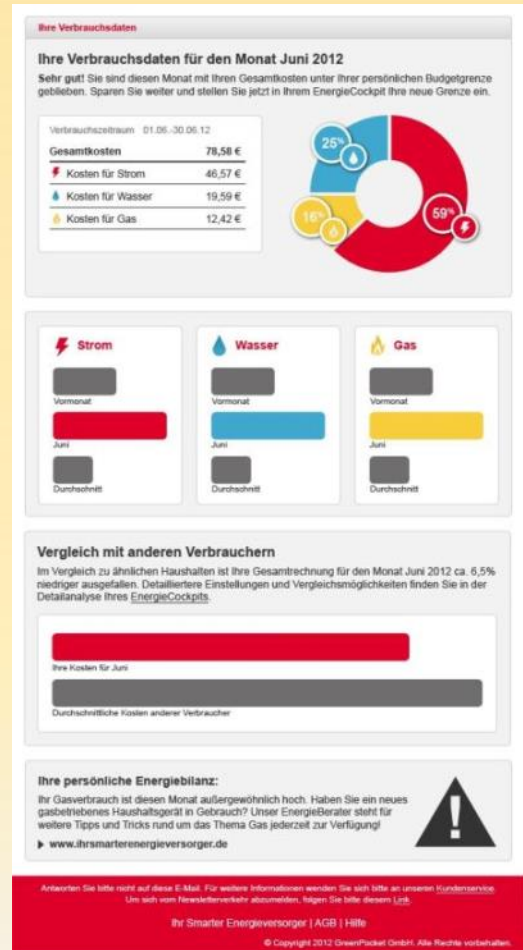 Ihre Verbrauchsdaten
Ihre Verbrauchsdaten für den Monat Juni 2012
Sehr gut! Sie sind diesen Monat mit Ihren Gesamtkosten unter Ihrer persönlichen Budgetgrenze
geblieben. Sparen Sie weiter und stellen Sie jetzt in Ihrem EnergieCockpit Ihre neue Grenze ein.
Verbrauchszeitraum 01.06.-30.06.12
Gesamtkosten 78,58 €
Kosten für Strom 46,57 €
Kosten für Wasser 19,59 €
Kosten für Gas 12,42 €
25%
16%
59%
Strom
Vormonat
Juni
Durchschnitt
Wasser
Vormonat
Juni
Durchschnitt
Gas
Vormonat
Juni
Durchschnitt
Vergleich mit anderen Verbrauchern
Im Vergleich zu ähnlichen Haushalten ist Ihre Gesamtrechnung für den Monat Juni 2012 ca. 6,5%
niedriger ausgefallen. Detailliertere Einstellungen und Vergleichsmöglichkeiten finden Sie in der
Detailanalyse Ihres EnergieCockpits.
Ihre Kosten für Juni
Durchschnittliche Kosten anderer Verbraucher
Ihre persönliche Energiebilanz:
Ihr Gasverbrauch ist diesen Monat außergewöhnlich hoch. Haben Sie ein neues
gasbetriebenes Haushaltsgerät in Gebrauch? Unser EnergieBerater steht für
weitere Tipps und Tricks rund um das Thema Gas jederzeit zur Verfügung!
www.ihrsmarterenergieversorger.de
Antworten Sie bitte nicht auf diese E-Mail. Für weitere Informationen wenden Sie sich bitte an unseren Kundenservice.
Um sich vom Newsletterverkehr abzumelden, folgen Sie bitte diesem Link.
Ihr Smarter Energieversorger | AGB | Hilfe
© Copyright 2012 GreenPocket GmbH. Alle Rechte vorbehalten